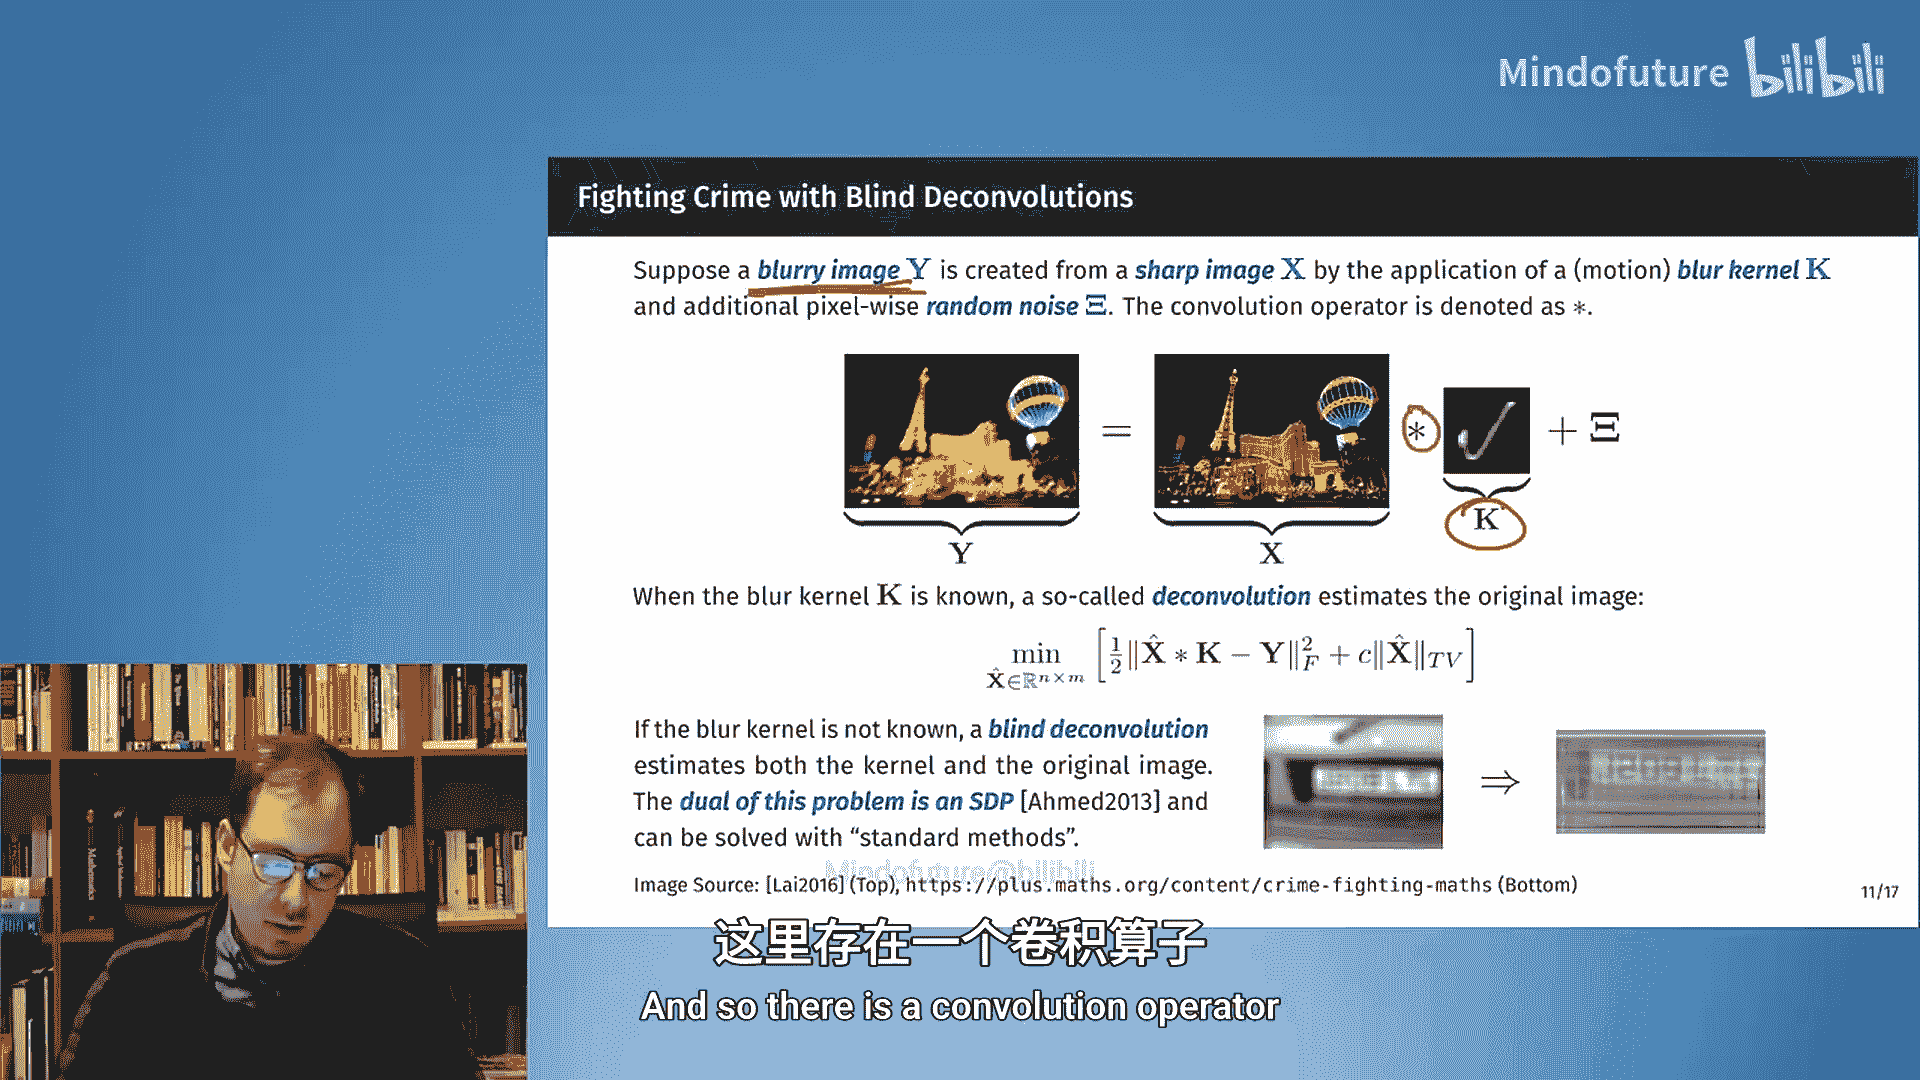 Mindofuture bilibili
Fighting Crime with Blind Deconvolutions
Suppose a blurry image Y is created from a sharp image X by the application of a (motion) blur kernel K
and additional pixel-wise random noise Ξ. The convolution operator is denoted as *.
= * + Ξ
K
Y X
When the blur kernel K is known, a so-called deconvolution estimates the original image:
min [½‖X̂ * K − Y‖²_F + c‖X̂‖_TV]
X̂∈ℝⁿˣᵐ
If the blur kernel is not known, a blind deconvolution
estimates both the kernel and the original image.
The dual of this problem is an SDP [Ahmed2013] and
can be solved with “standard methods”.
⇒
Mindofuture@bilibili
Image Source: [Lai2016] (Top), https://plus.maths.org/content/crime-fighting-maths (Bottom)
11/17
这里存在一个卷积算子
And so there is a convolution operator